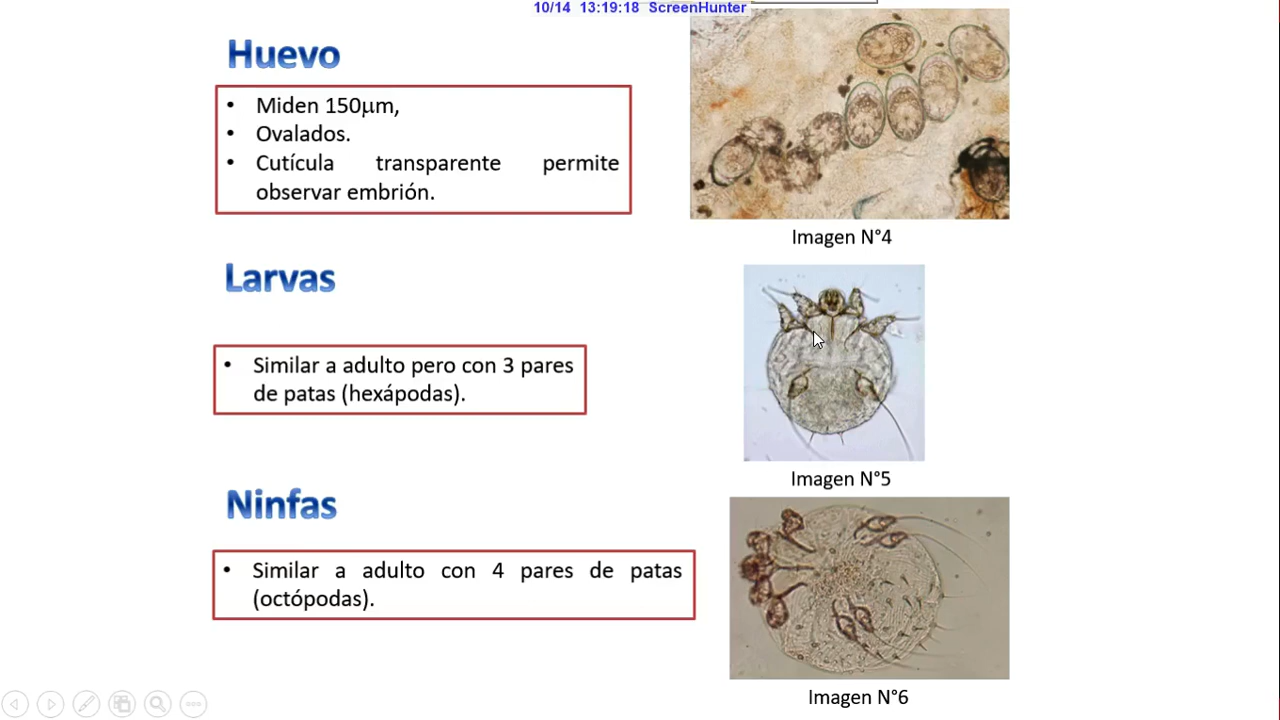 10/14 13:19:18 ScreenHunter
Huevo
• Miden 150μm,
• Ovalados.
• Cutícula transparente permite
observar embrión.
Imagen N°4
Larvas
• Similar a adulto pero con 3 pares
de patas (hexápodas).
Imagen N°5
Ninfas
• Similar a adulto con 4 pares de patas
(octópodas).
Imagen N°6